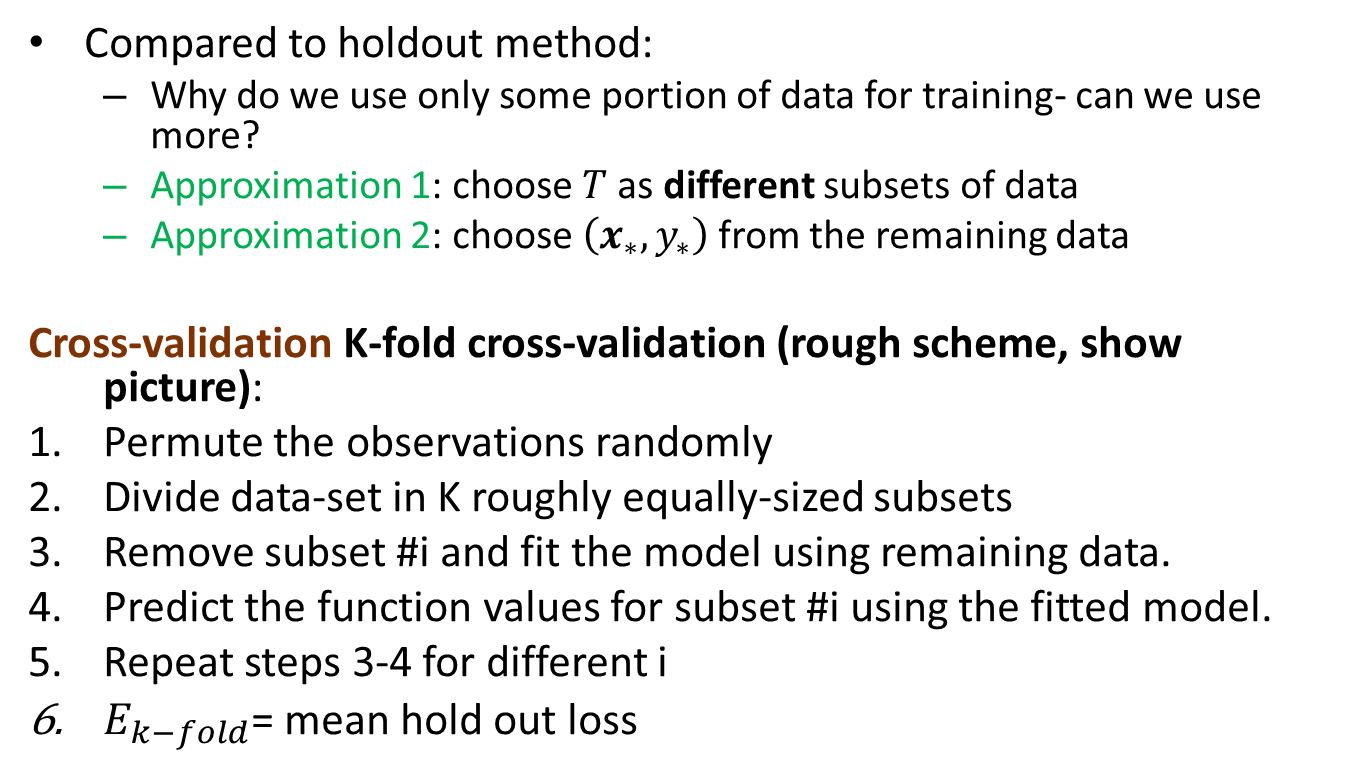 • Compared to holdout method:
– Why do we use only some portion of data for training- can we use
more?
– Approximation 1: choose T as different subsets of data
– Approximation 2: choose (x∗, y∗) from the remaining data
Cross-validation K-fold cross-validation (rough scheme, show
picture):
1. Permute the observations randomly
2. Divide data-set in K roughly equally-sized subsets
3. Remove subset #i and fit the model using remaining data.
4. Predict the function values for subset #i using the fitted model.
5. Repeat steps 3-4 for different i
6. E_{k−fold}= mean hold out loss